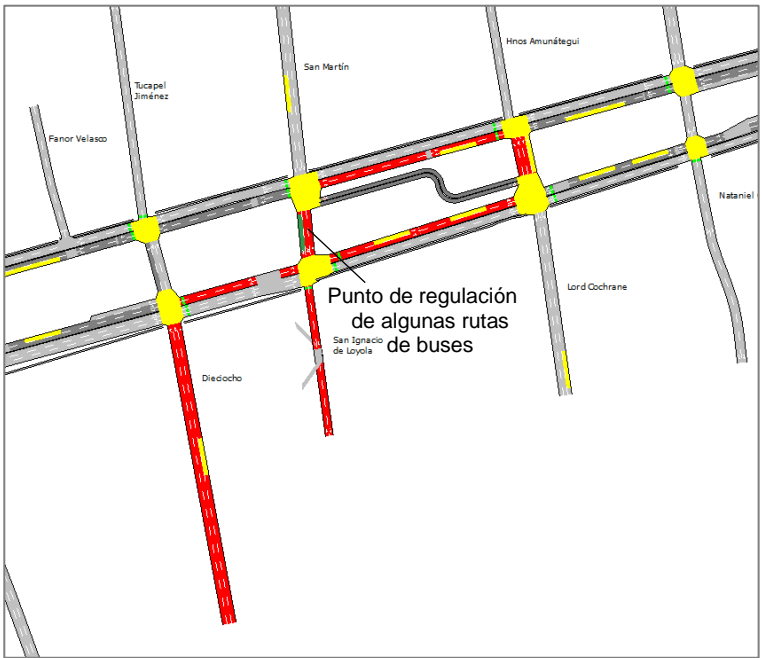 Hnos Amunátegui
San Martín
Tucapel
Jiménez
Fanor Velasco
Nataniel
Lord Cochrane
Punto de regulación
de algunas rutas
de buses
San Ignacio
de Loyola
Dieciocho